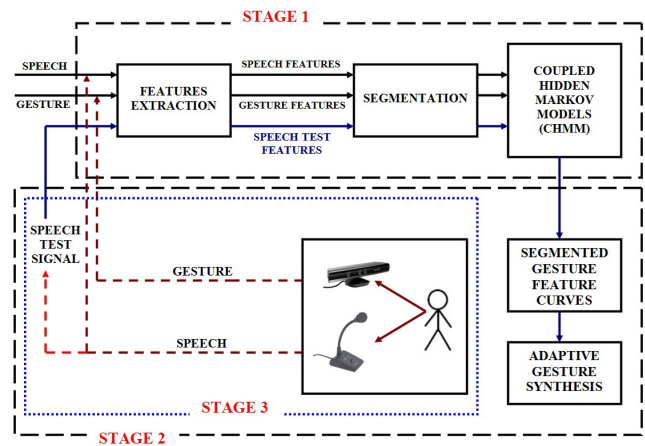 STAGE 1
SPEECH
GESTURE
FEATURES
EXTRACTION
SPEECH FEATURES
GESTURE FEATURES
SPEECH TEST
FEATURES
SEGMENTATION
COUPLED
HIDDEN
MARKOV
MODELS
(CHMM)
SPEECH
TEST
SIGNAL
GESTURE
SPEECH
SEGMENTED
GESTURE
FEATURE
CURVES
ADAPTIVE
GESTURE
SYNTHESIS
STAGE 3
STAGE 2